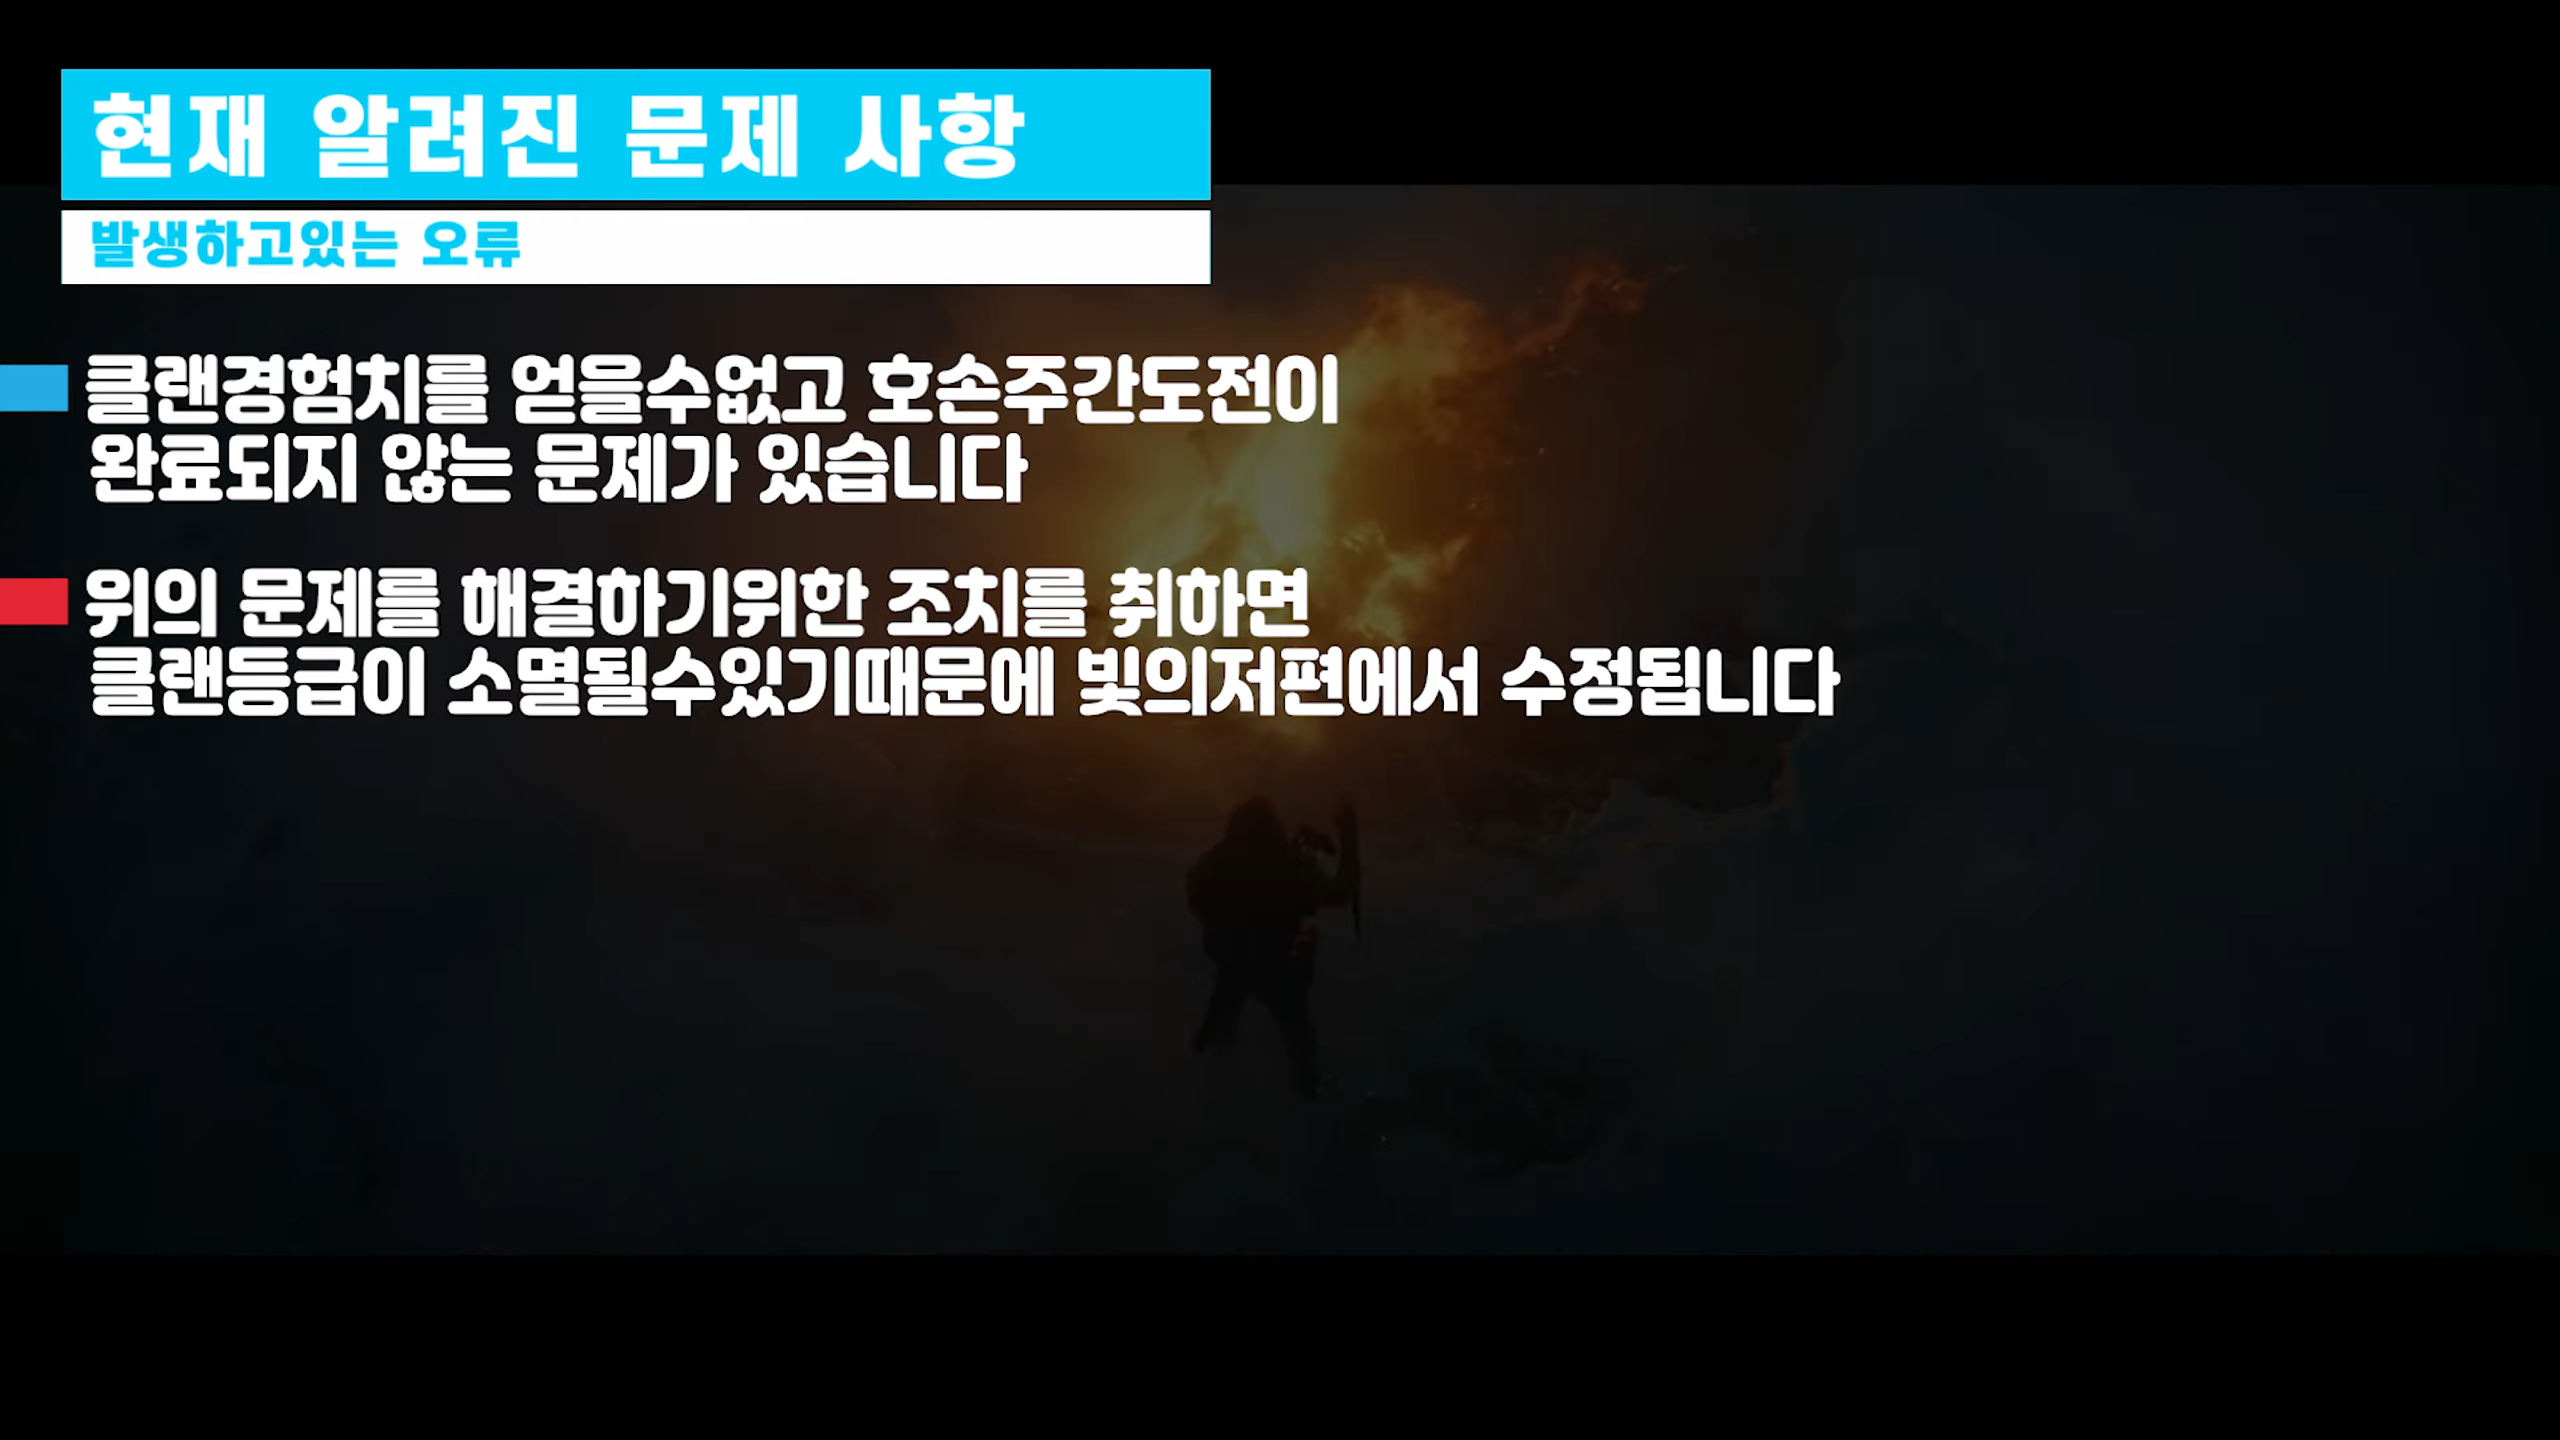 현재 알려진 문제 사항
발생하고있는 오류
클랜경험치를 얻을수없고 호손주간도전이
완료되지 않는 문제가 있습니다
위의 문제를 해결하기위한 조치를 취하면
클랜등급이 소멸될수있기때문에 빛의저편에서 수정됩니다